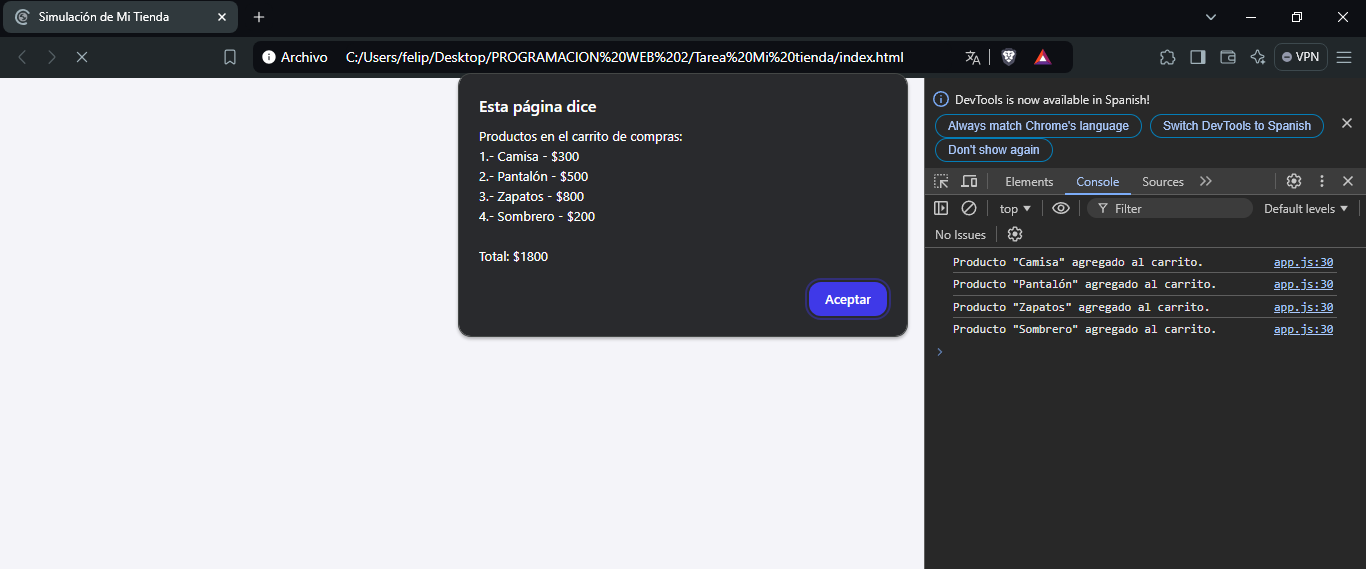 Simulación de Mi Tienda
Archivo C:/Users/felip/Desktop/PROGRAMACION%20WEB%202/Tarea%20Mi%20tienda/index.html
VPN
Esta página dice
Productos en el carrito de compras:
1.- Camisa - $300
2.- Pantalón - $500
3.- Zapatos - $800
4.- Sombrero - $200
Total: $1800
Aceptar
DevTools is now available in Spanish!
Always match Chrome's language Switch DevTools to Spanish
Don't show again
Elements Console Sources
top Filter Default levels
No Issues
Producto "Camisa" agregado al carrito. app.js:30
Producto "Pantalón" agregado al carrito. app.js:30
Producto "Zapatos" agregado al carrito. app.js:30
Producto "Sombrero" agregado al carrito. app.js:30